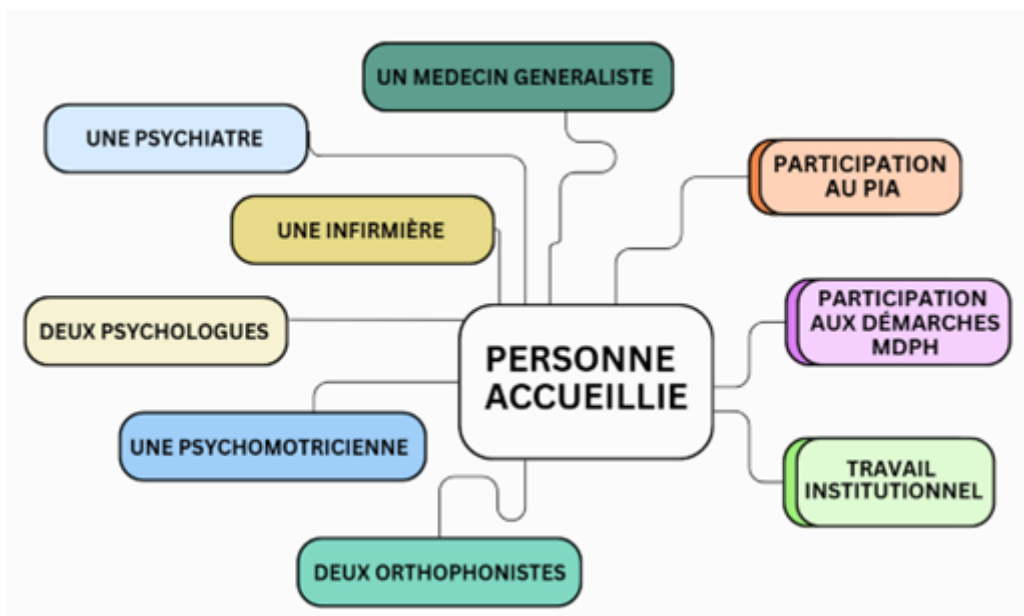 UN MEDECIN GENERALISTE
UNE PSYCHIATRE
PARTICIPATION
AU PIA
UNE INFIRMIÈRE
PARTICIPATION
AUX DÉMARCHES
MDPH
DEUX PSYCHOLOGUES
PERSONNE
ACCUEILLIE
UNE PSYCHOMOTRICIENNE
TRAVAIL
INSTITUTIONNEL
DEUX ORTHOPHONISTES